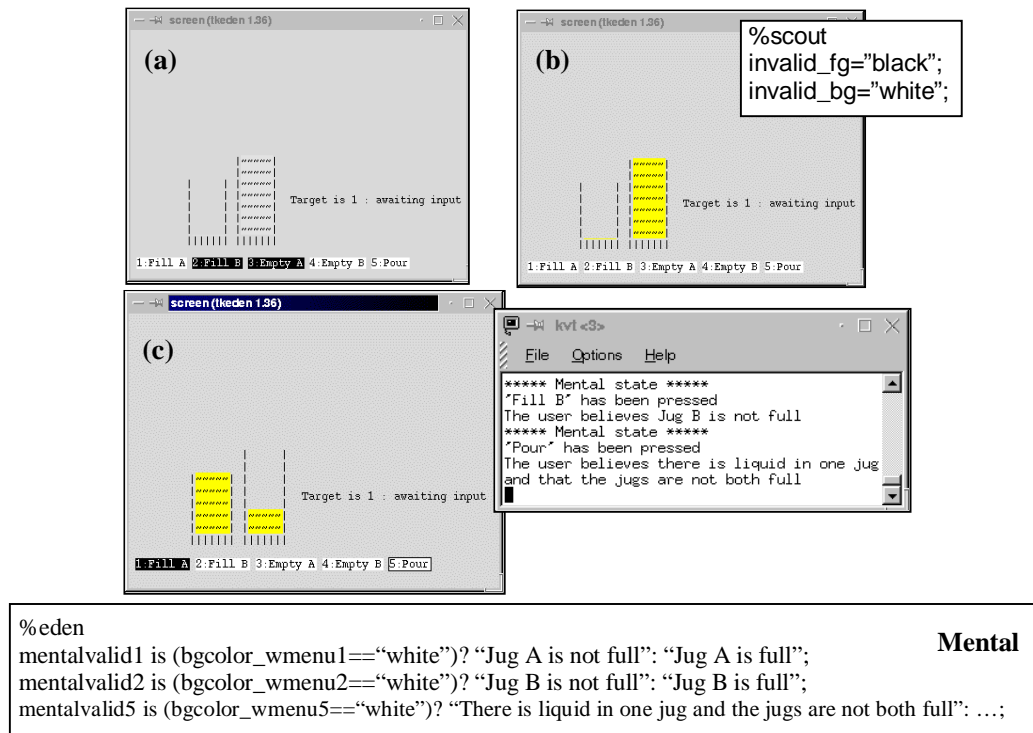 screen (tkeden 1.36)
(a)
~~~~~
~~~~~
~~~~~
~~~~~
~~~~~
~~~~~
~~~~~
Target is 1 : awaiting input
1:Fill A 2:Fill B 3:Empty A 4:Empty B 5:Pour
screen (tkeden 1.36)
(b)
%scout
invalid_fg=”black”;
invalid_bg=”white”;
~~~~~
~~~~~
~~~~~
~~~~~
~~~~~
~~~~~
~~~~~
Target is 1 : awaiting input
1:Fill A 2:Fill B 3:Empty A 4:Empty B 5:Pour
screen (tkeden 1.36)
(c)
~~~~~
~~~~~
~~~~~
~~~~~ ~~~~~
~~~~~ ~~~~~
Target is 1 : awaiting input
1:Fill A 2:Fill B 3:Empty A 4:Empty B 5:Pour
kvt <3>
File Options Help
***** Mental state *****
"Fill B" has been pressed
The user believes Jug B is not full
***** Mental state *****
"Pour" has been pressed
The user believes there is liquid in one jug
and that the jugs are not both full
%eden
Mental
mentalvalid1 is (bgcolor_wmenu1==“white”)? “Jug A is not full”: “Jug A is full”;
mentalvalid2 is (bgcolor_wmenu2==“white”)? “Jug B is not full”: “Jug B is full”;
mentalvalid5 is (bgcolor_wmenu5==“white”)? “There is liquid in one jug and the jugs are not both full”: …;